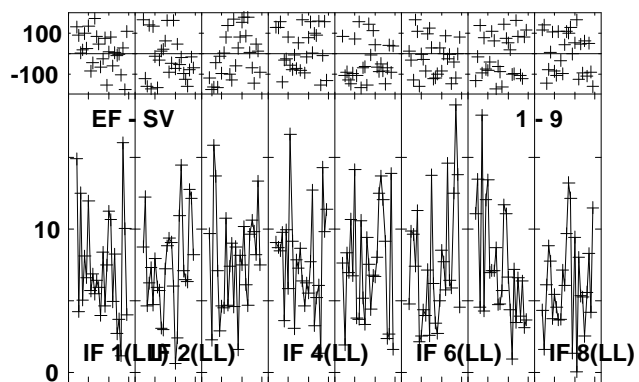 100
-100
EF - SV 1 - 9
10
0
IF 1(LL) IF 2(LL) IF 4(LL) IF 6(LL) IF 8(LL)